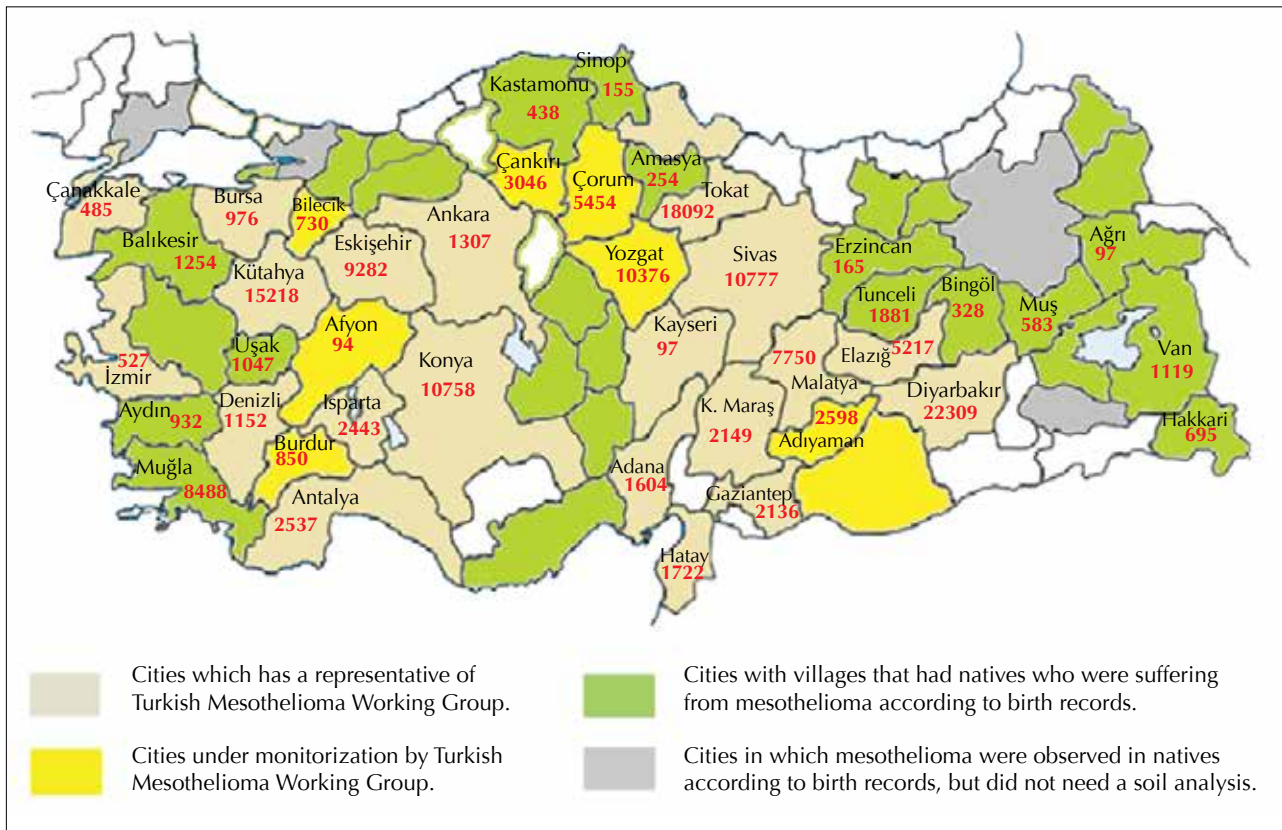 Sinop
155
Kastamonu
438
Çankırı
3046
Çorum
5454
Amasya
254
Tokat
18092
Çanakkale
485
Bursa
976
Bilecik
730
Ankara
1307
Eskişehir
9282
Balıkesir
1254
Kütahya
15218
Yozgat
10376
Sivas
10777
Erzincan
165
Ağrı
97
Tunceli
1881
Bingöl
328
Muş
583
Van
1119
Hakkari
695
Afyon
94
Uşak
1047
527
İzmir
Konya
10758
Kayseri
97
7750
Malatya
Elazığ
5217
Diyarbakır
22309
Aydın 932
Denizli
1152
Isparta
2443
K. Maraş
2149
2598
Adıyaman
Burdur
850
Muğla
8488
Antalya
2537
Adana
1604
Gaziantep
2136
Hatay
1722
Cities which has a representative of
Turkish Mesothelioma Working Group.
Cities under monitorization by Turkish
Mesothelioma Working Group.
Cities with villages that had natives who were suffering
from mesothelioma according to birth records.
Cities in which mesothelioma were observed in natives
according to birth records, but did not need a soil analysis.